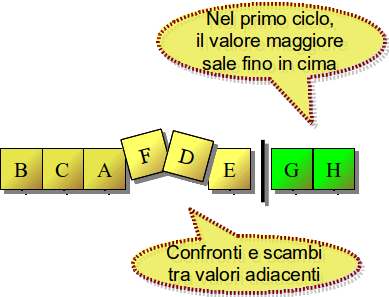 Nel primo ciclo,
il valore maggiore
sale fino in cima
B C A F D E G H
Confronti e scambi
tra valori adiacenti